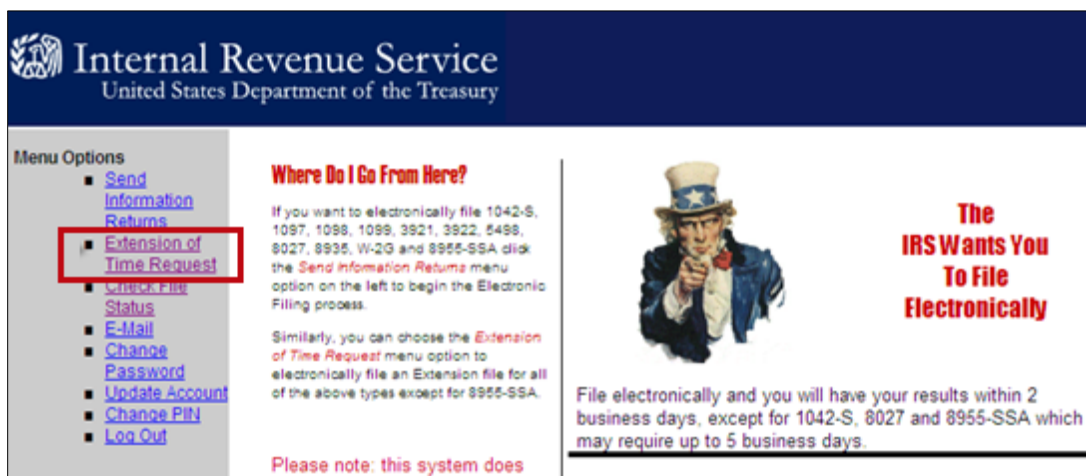 Internal Revenue Service
United States Department of the Treasury
Menu Options
Send
Information
Returns
Extension of
Time Request
Check File
Status
E-Mail
Change
Password
Update Account
Change PIN
Log Out
Where Do I Go From Here?
If you want to electronically file 1042-S,
1097, 1098, 1099, 3921, 3922, 5498,
8027, 8935, W-2G and 8955-SSA click
the Send Information Returns menu
option on the left to begin the Electronic
Filing process.
Similarly, you can choose the Extension
of Time Request menu option to
electronically file an Extension file for all
of the above types except for 8955-SSA.
Please note: this system does
The
IRS Wants You
To File
Electronically
File electronically and you will have your results within 2
business days, except for 1042-S, 8027 and 8955-SSA which
may require up to 5 business days.